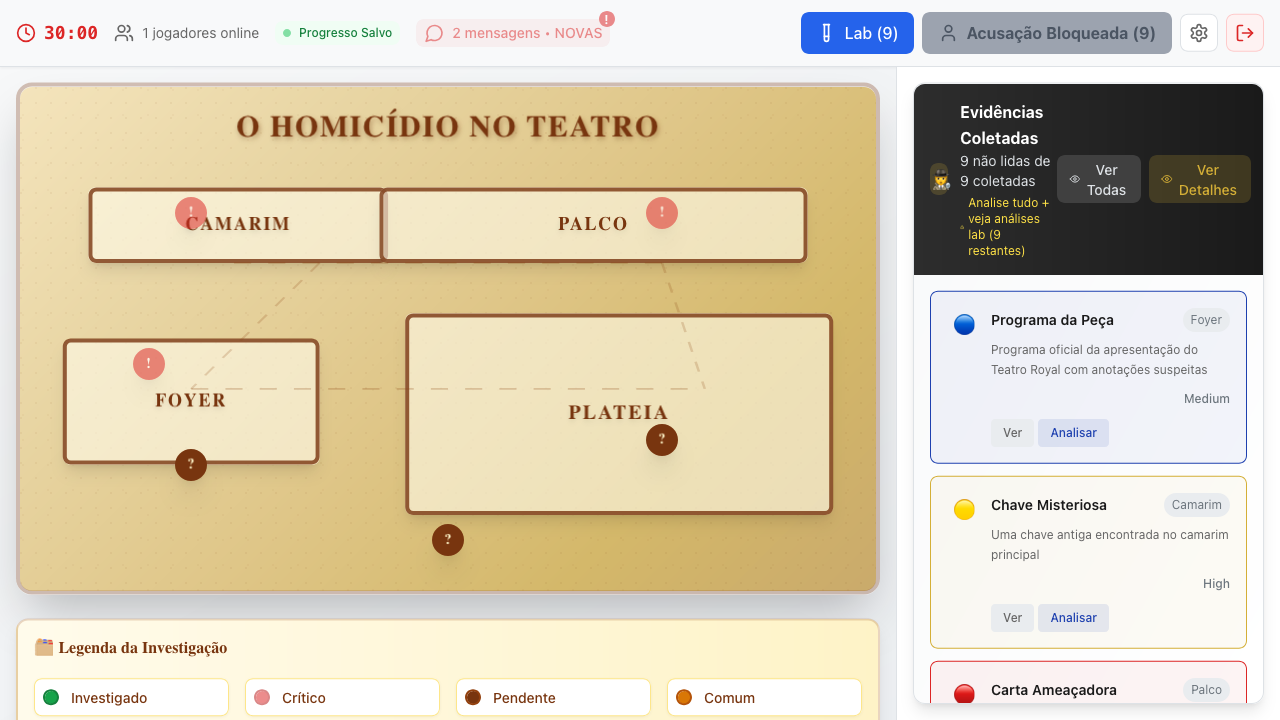 30:00
1 jogadores online
Progresso Salvo
2 mensagens • NOVAS
!
Lab (9)
Acusação Bloqueada (9)
O HOMICÍDIO NO TEATRO
!
CAMARIM
PALCO
!
!
FOYER
?
PLATEIA
?
?
Legenda da Investigação
Investigado
Crítico
Pendente
Comum
Evidências
Coletadas
9 não lidas de
9 coletadas
Analise tudo +
veja análises
lab (9
restantes)
Ver
Todas
Ver
Detalhes
Programa da Peça
Foyer
Programa oficial da apresentação do
Teatro Royal com anotações suspeitas
Medium
Ver
Analisar
Chave Misteriosa
Camarim
Uma chave antiga encontrada no camarim
principal
High
Ver
Analisar
Carta Ameaçadora
Palco